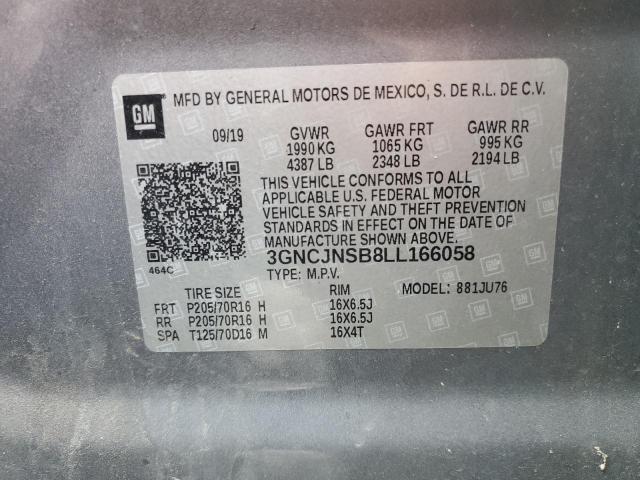 GM MFD BY GENERAL MOTORS DE MEXICO, S. DE R.L. DE C.V.
09/19 GVWR GAWR FRT GAWR RR
1990 KG 1065 KG 995 KG
4387 LB 2348 LB 2194 LB
THIS VEHICLE CONFORMS TO ALL
APPLICABLE U.S. FEDERAL MOTOR
VEHICLE SAFETY AND THEFT PREVENTION
STANDARDS IN EFFECT ON THE DATE OF
MANUFACTURE SHOWN ABOVE.
464C 3GNCJNSB8LL166058
TYPE: M.P.V.
TIRE SIZE RIM MODEL: 881JU76
FRT P205/70R16 H 16X6.5J
RR P205/70R16 H 16X6.5J
SPA T125/70D16 M 16X4T